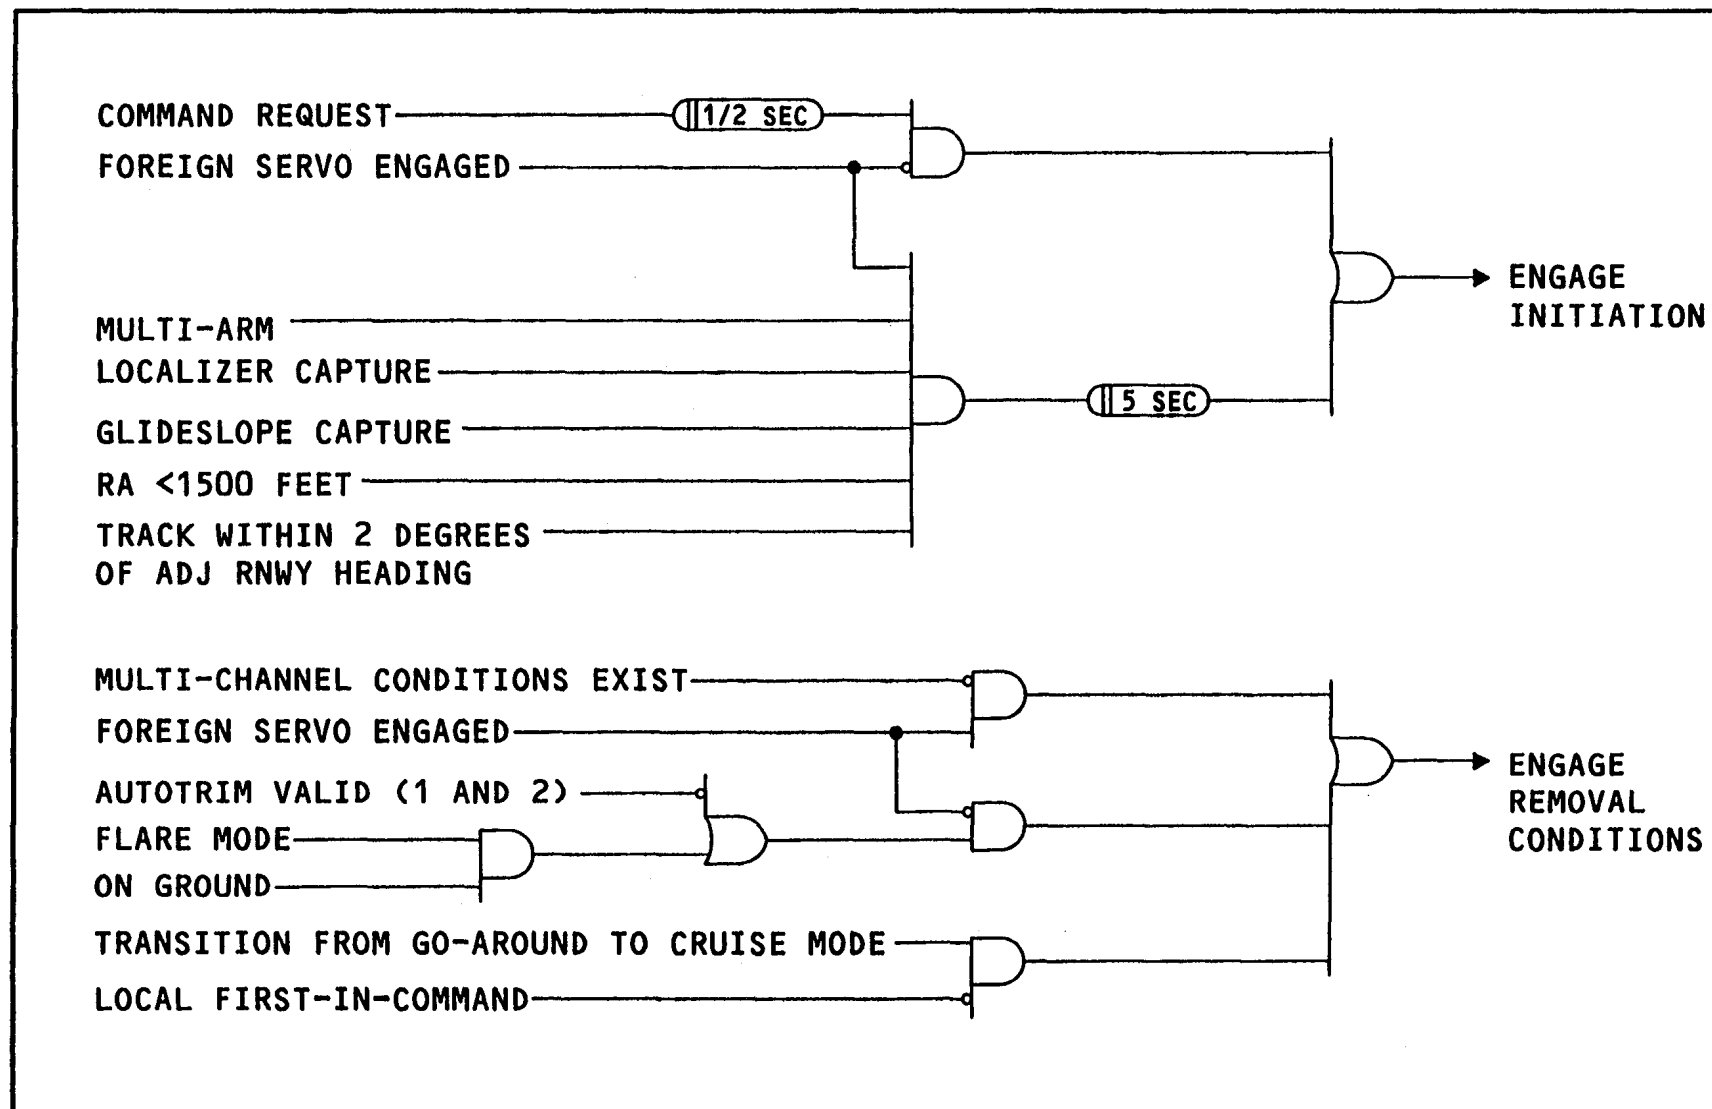 COMMAND REQUEST
1/2 SEC
FOREIGN SERVO ENGAGED
ENGAGE
INITIATION
MULTI-ARM
LOCALIZER CAPTURE
5 SEC
GLIDESLOPE CAPTURE
RA <1500 FEET
TRACK WITHIN 2 DEGREES
OF ADJ RNWY HEADING
MULTI-CHANNEL CONDITIONS EXIST
FOREIGN SERVO ENGAGED
ENGAGE
REMOVAL
CONDITIONS
AUTOTRIM VALID (1 AND 2)
FLARE MODE
ON GROUND
TRANSITION FROM GO-AROUND TO CRUISE MODE
LOCAL FIRST-IN-COMMAND